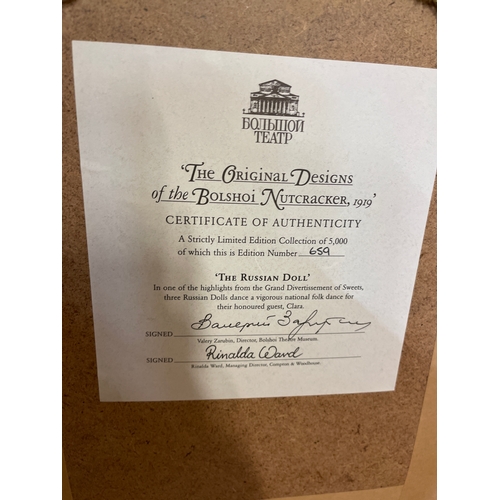 БОЛЬШОЙ
ТЕАТР
'THE ORIGINAL DESIGNS
of the BOLSHOI NUTCRACKER, 1919'
CERTIFICATE OF AUTHENTICITY
A Strictly Limited Edition Collection of 5,000
of which this is Edition Number 659
'THE RUSSIAN DOLL'
In one of the highlights from the Grand Divertissement of Sweets,
three Russian Dolls dance a vigorous national folk dance for
their honoured guest, Clara.
SIGNED Валерий Зарубин
Valery Zarubin, Director, Bolshoi Theatre Museum.
SIGNED Rinalda Ward
Rinalda Ward, Managing Director, Compton & Woodhouse.